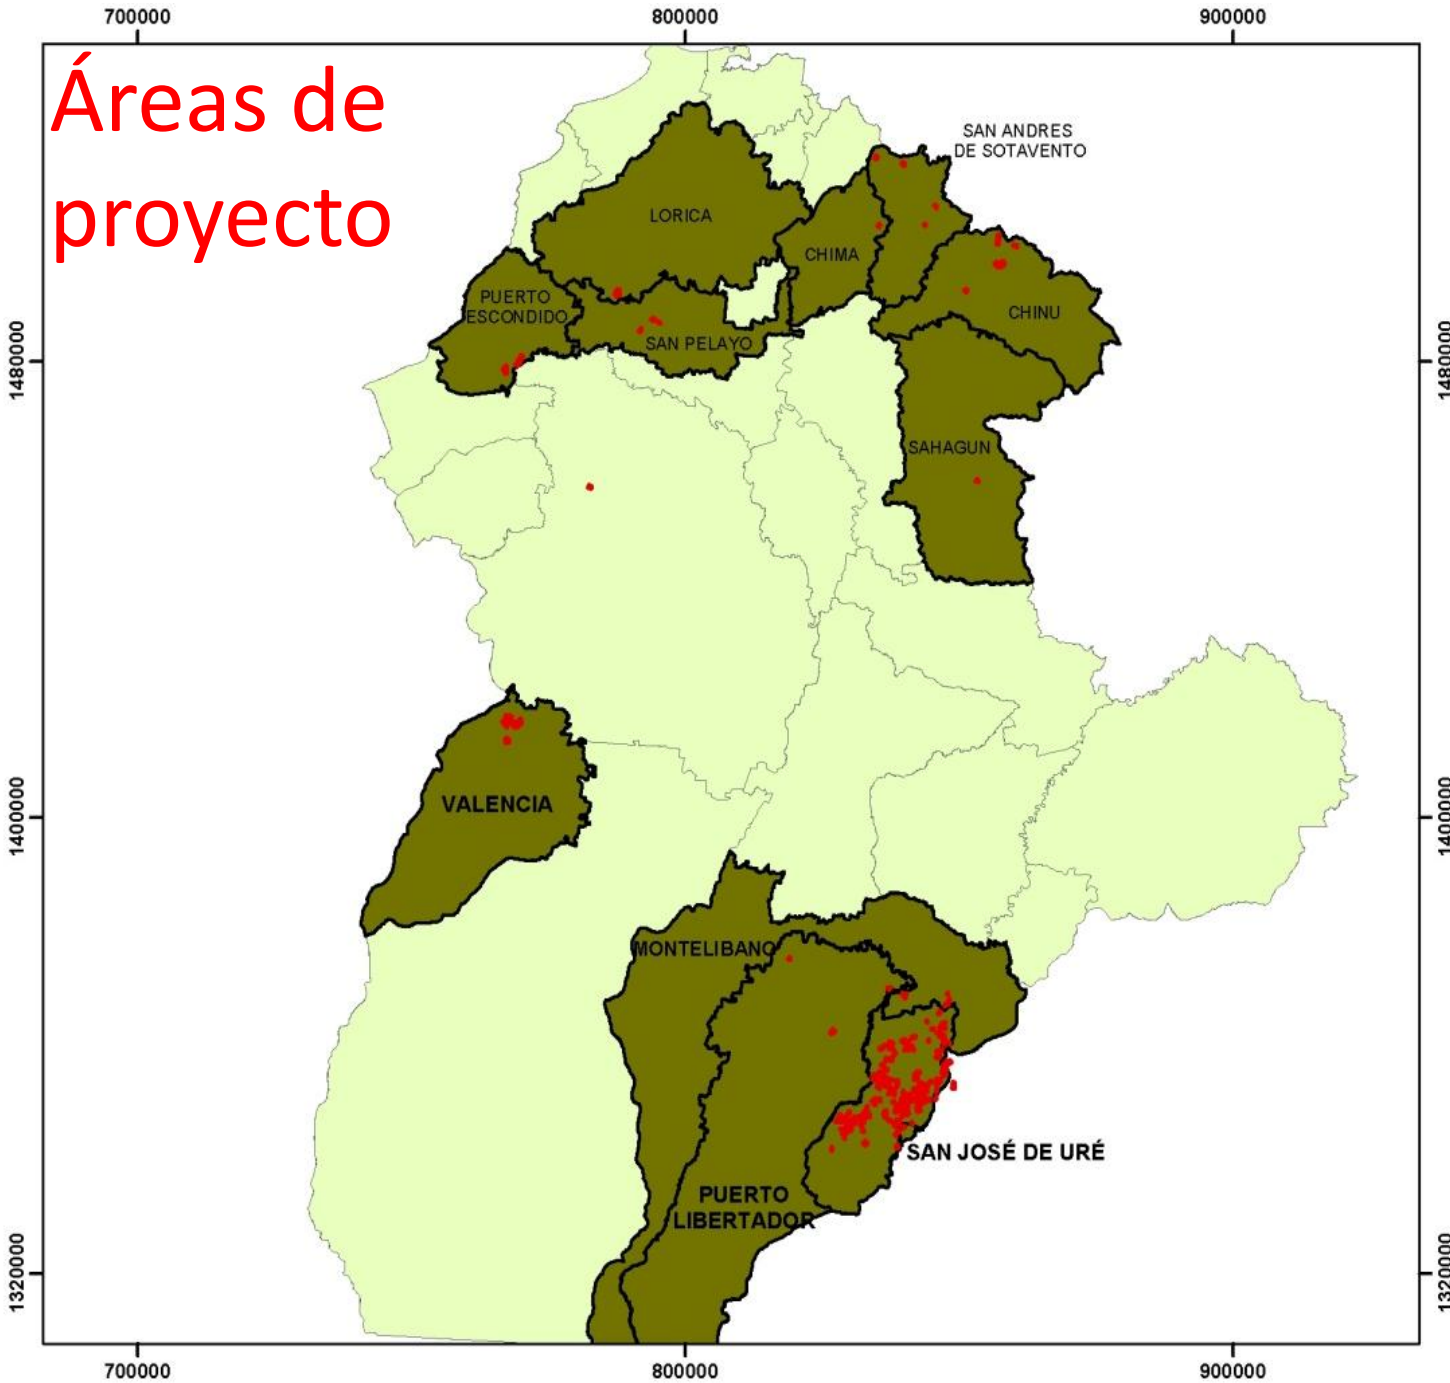 700000
800000
900000
Áreas de
proyecto
SAN ANDRES
DE SOTAVENTO
LORICA
CHIMA
PUERTO
ESCONDIDO
CHINU
SAN PELAYO
1480000
1480000
SAHAGUN
VALENCIA
1400000
1400000
MONTELIBANO
SAN JOSÉ DE URÉ
PUERTO
LIBERTADOR
1320000
1320000
700000
800000
900000